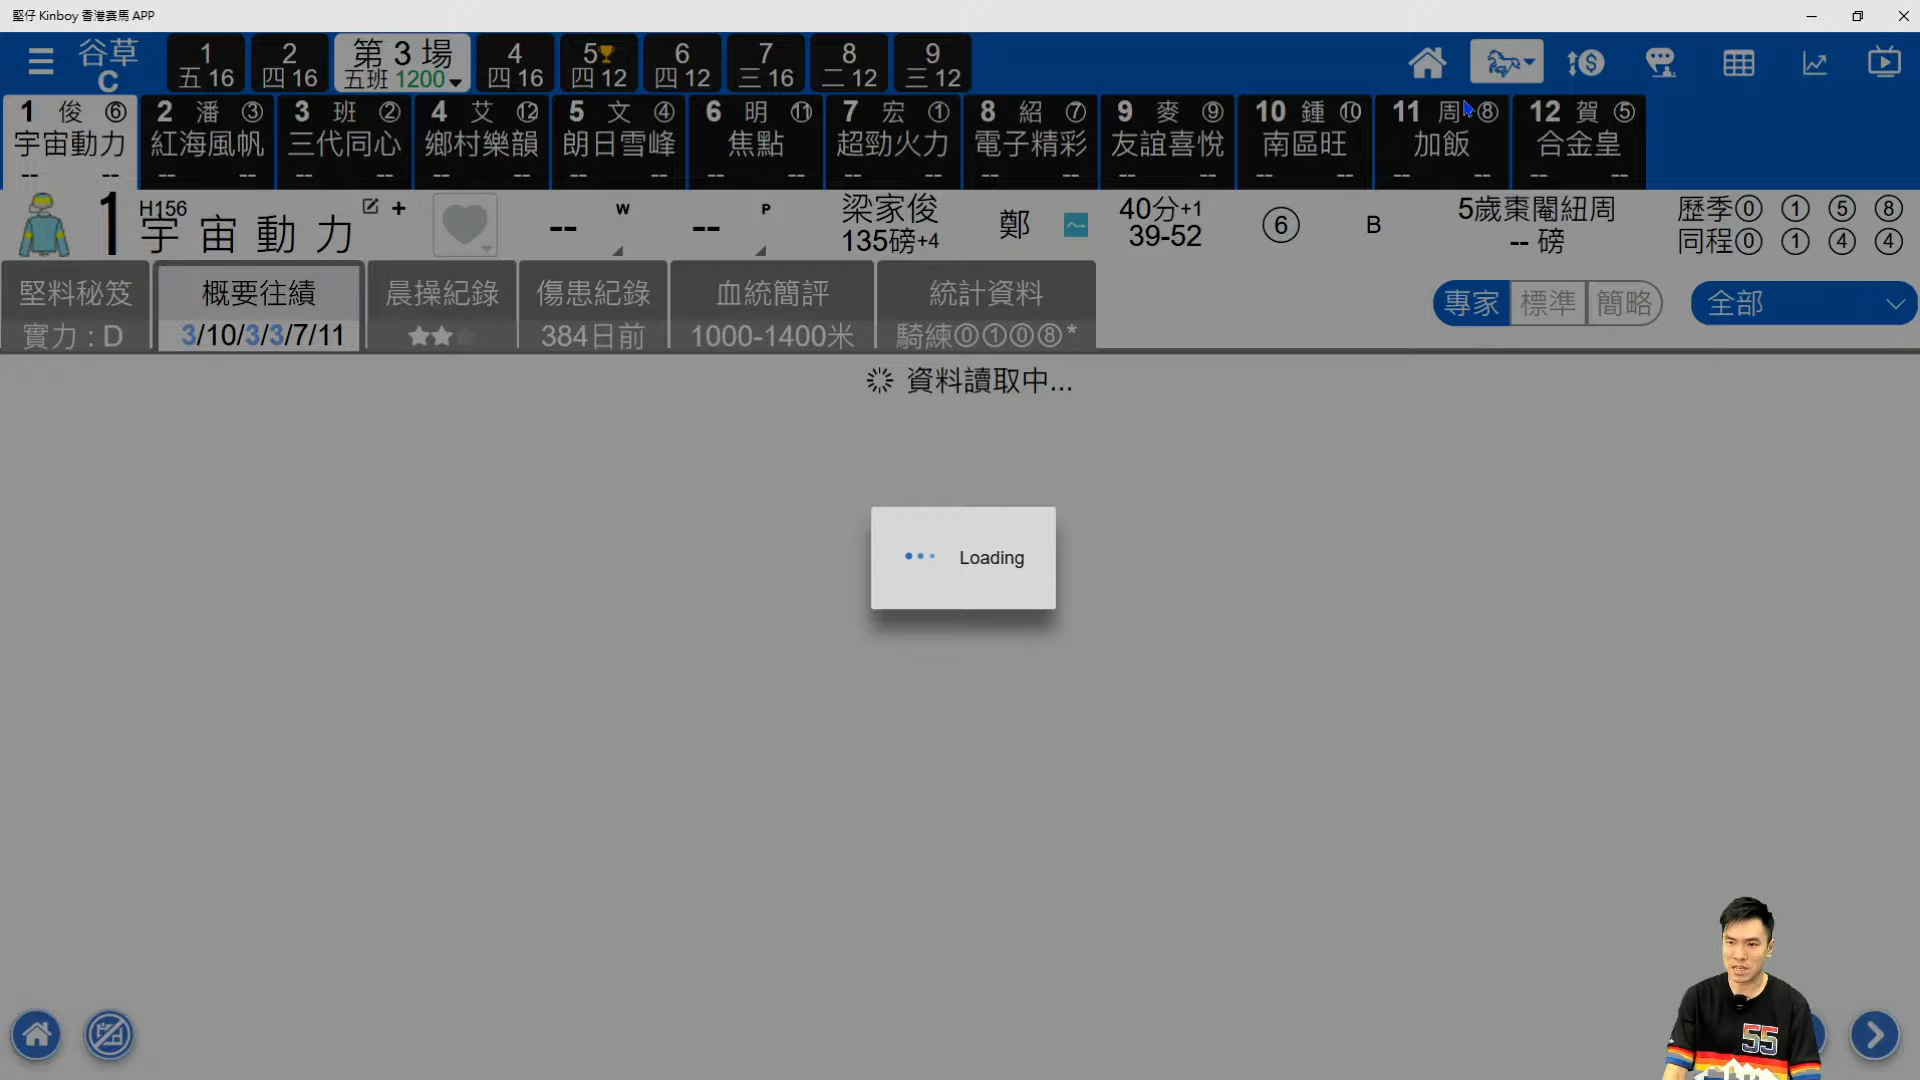 堅仔 Kinboy 香港賽馬 APP
谷草 C
1 五 16
2 四 16
第 3 場 五班 1200
4 四 16
5 四 12
6 四 12
7 三 16
8 二 12
9 三 12
1 俊 ⑥ 宇宙動力 -- --
2 潘 ③ 紅海風帆 -- --
3 班 ② 三代同心 -- --
4 艾 ⑫ 鄉村樂韻 -- --
5 文 ④ 朗日雪峰 -- --
6 明 ⑪ 焦點 -- --
7 宏 ① 超勁火力 -- --
8 紹 ⑦ 電子精彩 -- --
9 麥 ⑨ 友誼喜悅 -- --
10 鍾 ⑩ 南區旺 -- --
11 周 ⑧ 加飯 -- --
12 賀 ⑤ 合金皇 -- --
1
H156
宇宙動力
+
-- W
-- P
梁家俊
135磅+4
鄭
40分+1
39-52
⑥
B
5歲棗閹紐周
-- 磅
歷季⓪ ① ⑤ ⑧
同程⓪ ① ④ ④
堅料秘笈
實力 : D
概要往績
3/10/3/3/7/11
晨操紀錄
★★★
傷患紀錄
384日前
血統簡評
1000-1400米
統計資料
騎練⓪①⓪⑧*
專家 標準 簡略
全部
資料讀取中...
Loading
55